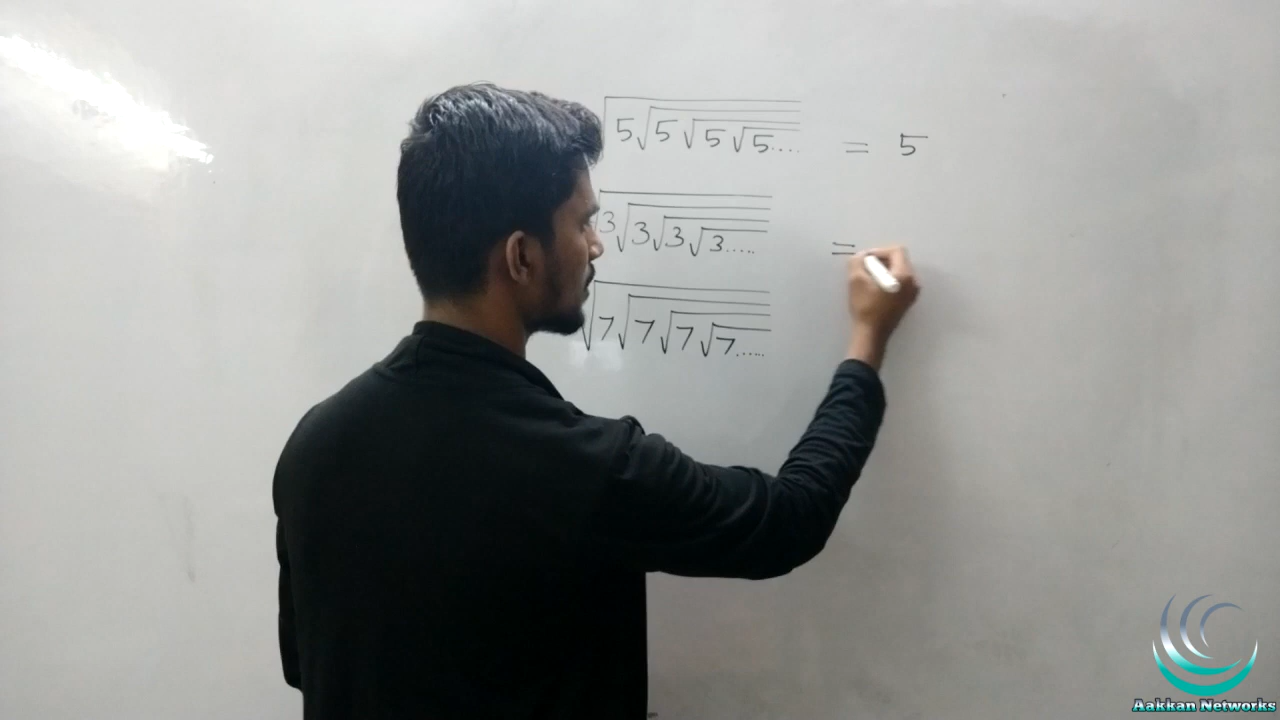 √5√5√5√5.... = 5
√3√3√3√3..... =
√7√7√7√7.....
Aakkan Networks